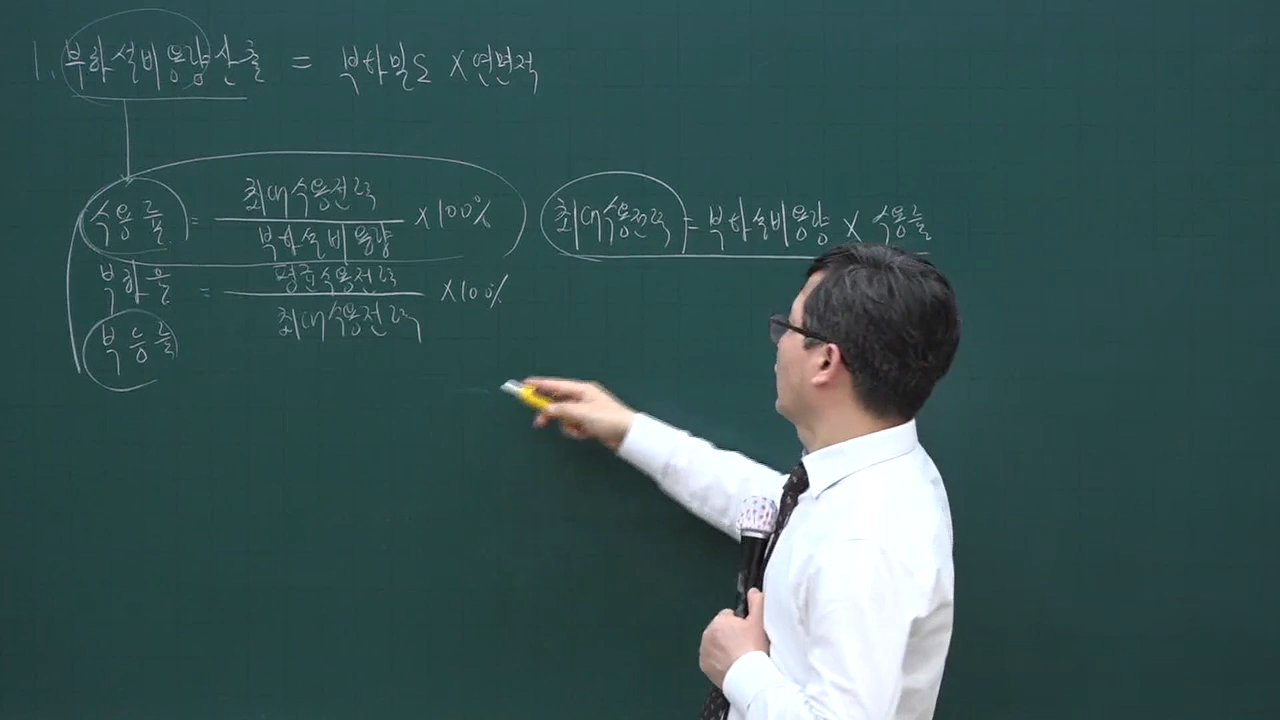 1. 부하설비용량산출 = 부하밀도 X 연면적
수용률 = 최대수용전력 / 부하설비용량 X 100%
최대수용전력 = 부하설비용량 X 수용률
부하율 = 평균수용전력 / 최대수용전력 X 100%
부등률